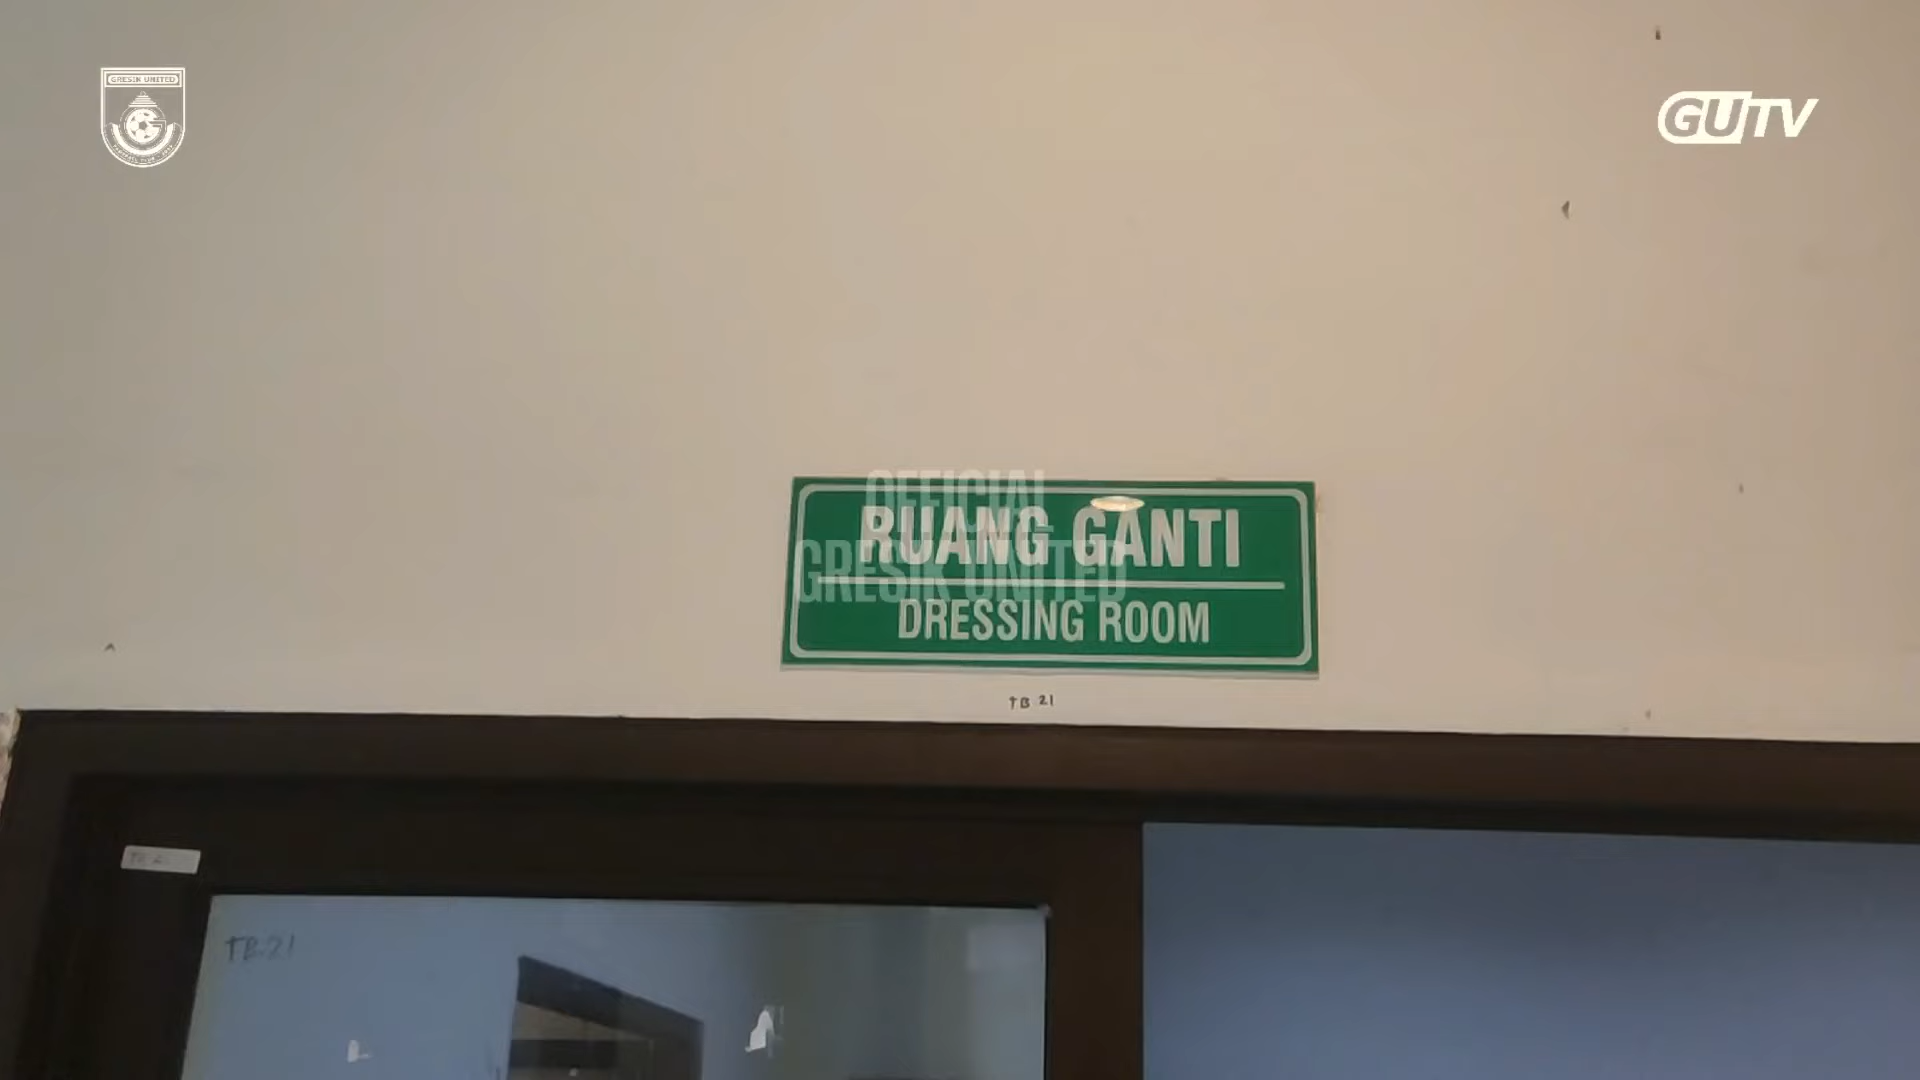 GRESIK UNITED
GUTV
OFFICIAL
GRESIK UNITED
RUANG GANTI
DRESSING ROOM
TB 21
TB.21